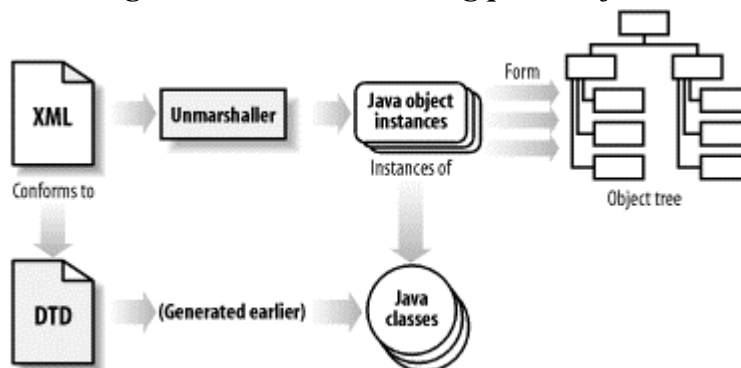 Form
XML
Unmarshaller
Java object
instances
Conforms to
Instances of
Object tree
DTD
(Generated earlier)
Java
classes